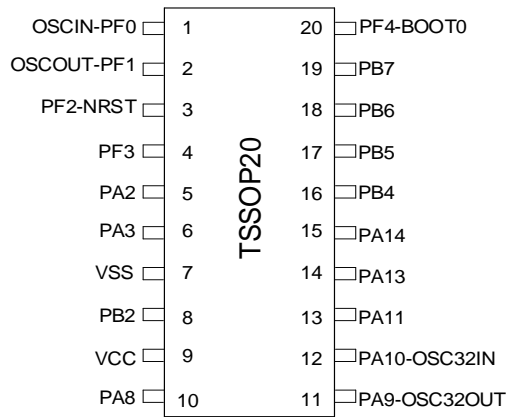 OSCIN-PF0 1 20 PF4-BOOT0
OSCOUT-PF1 2 19 PB7
PF2-NRST 3 18 PB6
PF3 4 17 PB5
PA2 5 16 PB4
PA3 6 15 PA14
VSS 7 14 PA13
PB2 8 13 PA11
VCC 9 12 PA10-OSC32IN
PA8 10 11 PA9-OSC32OUT
TSSOP20